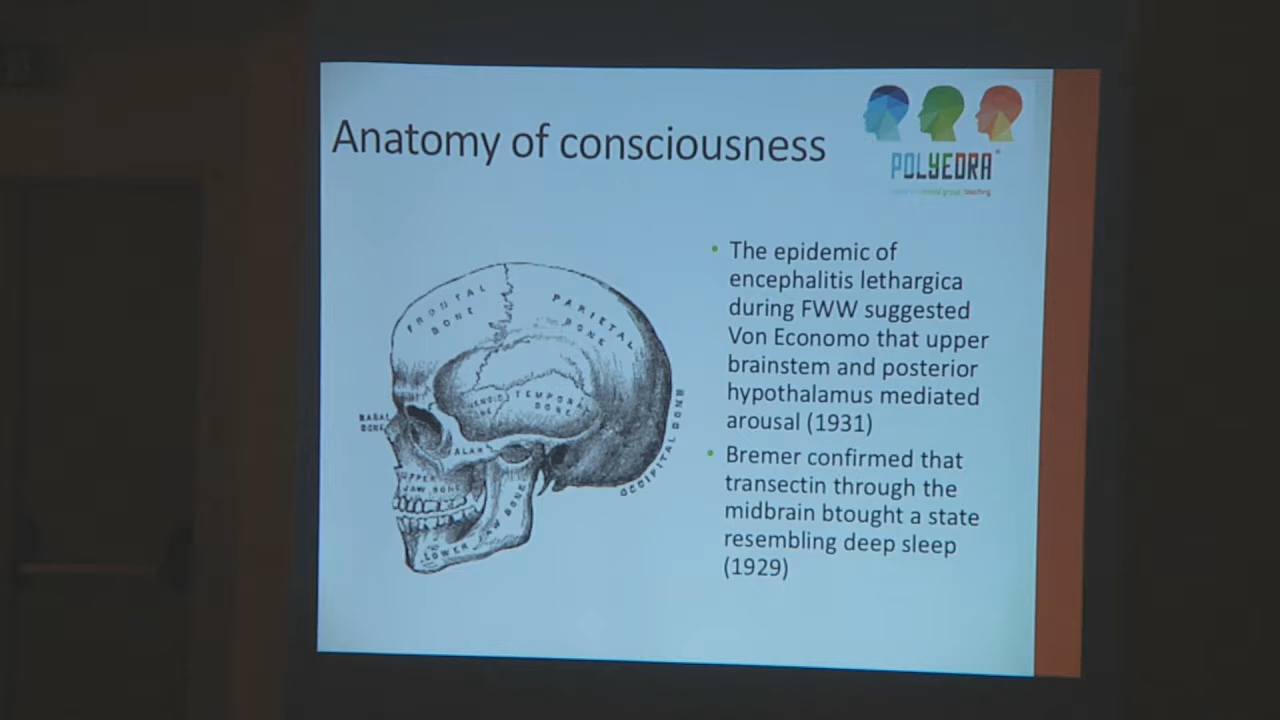 Anatomy of consciousness
POLYEDRA
• The epidemic of
encephalitis lethargica
during FWW suggested
Von Economo that upper
brainstem and posterior
hypothalamus mediated
arousal (1931)
• Bremer confirmed that
transectin through the
midbrain btought a state
resembling deep sleep
(1929)
FRONTAL
BONE
PARIETAL
BONE
TEMPORAL
BONE
NASAL
BONE
MALAR
UPPER
JAW BONE
LOWER JAW BONE
OCCIPITAL BONE